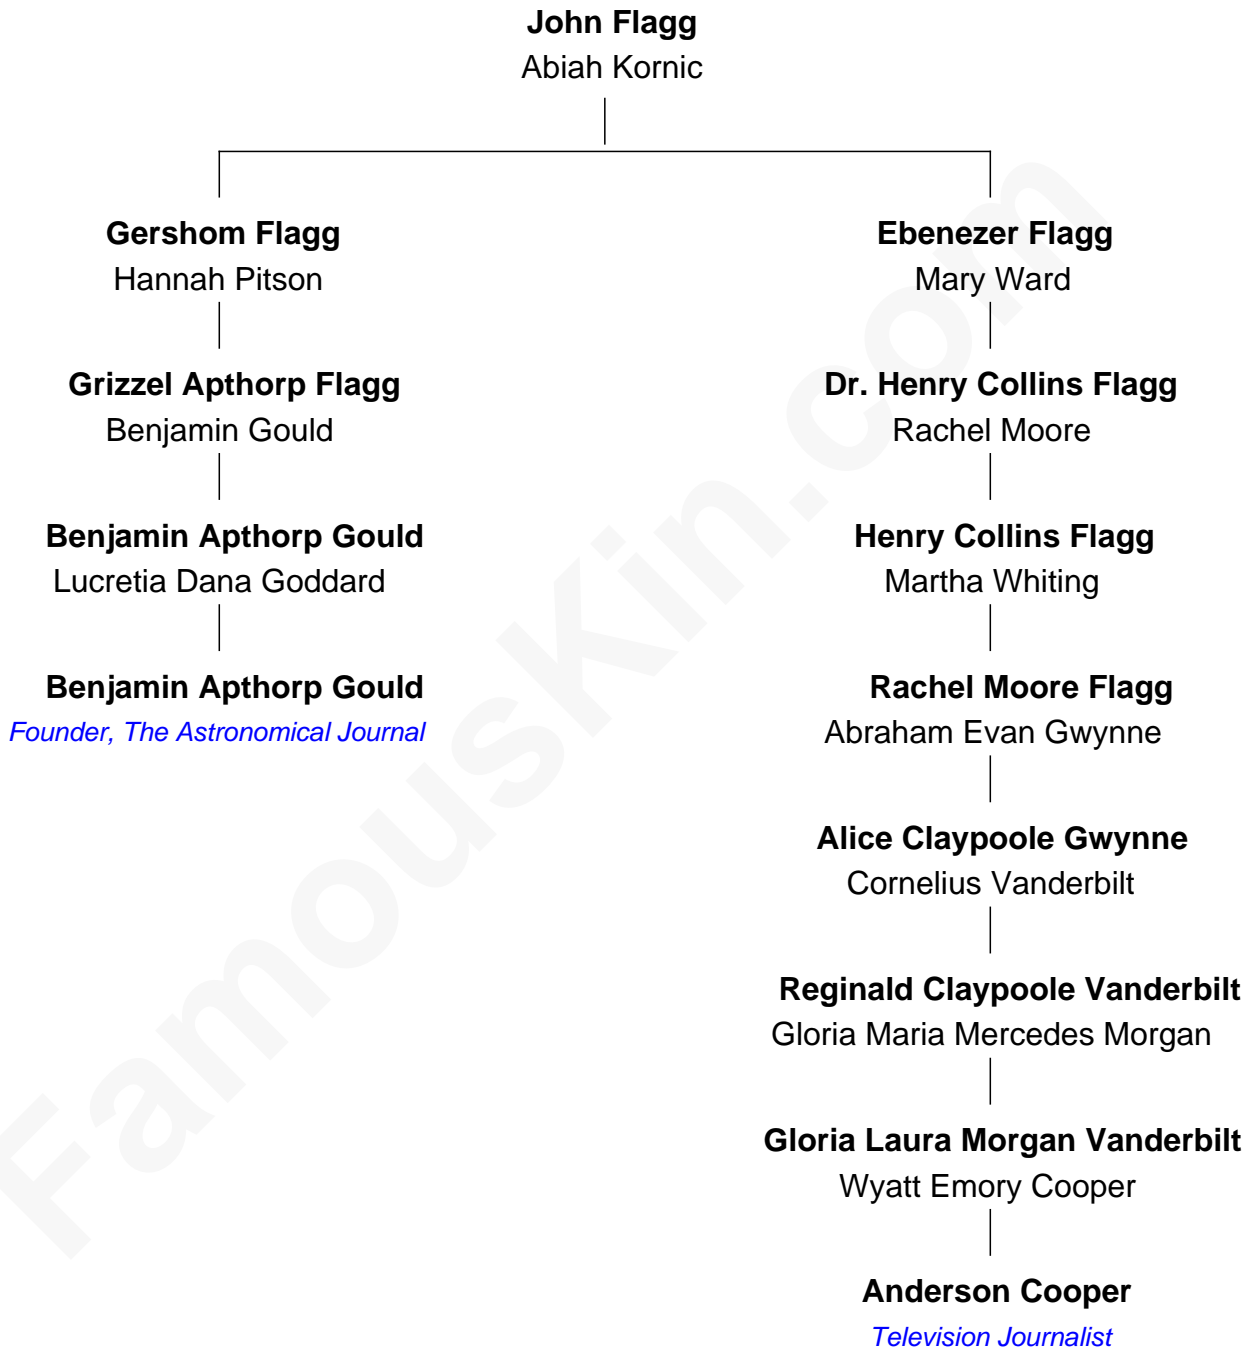 John Flagg
Abiah Kornic
Gershom Flagg
Hannah Pitson
Grizzel Apthorp Flagg
Benjamin Gould
Benjamin Apthorp Gould
Lucretia Dana Goddard
Benjamin Apthorp Gould
Founder, The Astronomical Journal
Ebenezer Flagg
Mary Ward
Dr. Henry Collins Flagg
Rachel Moore
Henry Collins Flagg
Martha Whiting
Rachel Moore Flagg
Abraham Evan Gwynne
Alice Claypoole Gwynne
Cornelius Vanderbilt
Reginald Claypoole Vanderbilt
Gloria Maria Mercedes Morgan
Gloria Laura Morgan Vanderbilt
Wyatt Emory Cooper
Anderson Cooper
Television Journalist
FamousKin.com